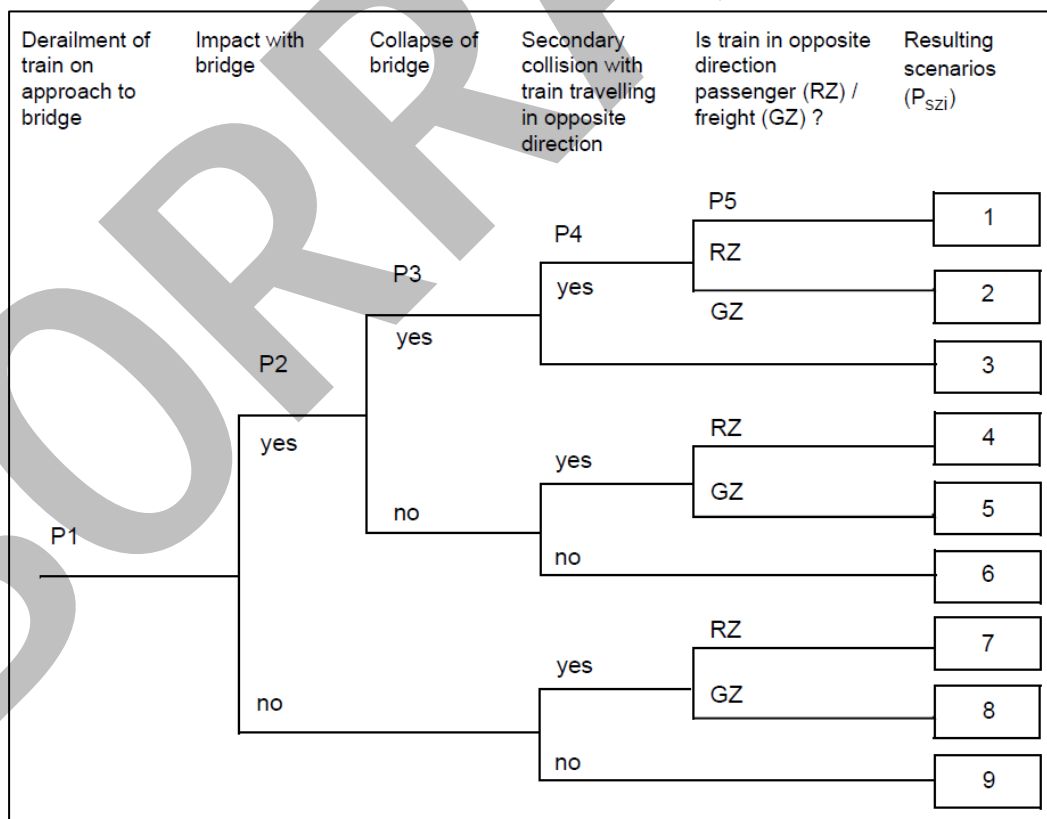 Derailment of
train on
approach to
bridge
Impact with
bridge
Collapse of
bridge
Secondary
collision with
train travelling
in opposite
direction
Is train in opposite
direction
passenger (RZ) /
freight (GZ) ?
Resulting
scenarios
(PSZi)
P5
1
P4
RZ
P3
yes
2
GZ
yes
3
P2
RZ
4
yes
yes
GZ
5
no
P1
no
6
RZ
7
yes
GZ
no
8
no
9